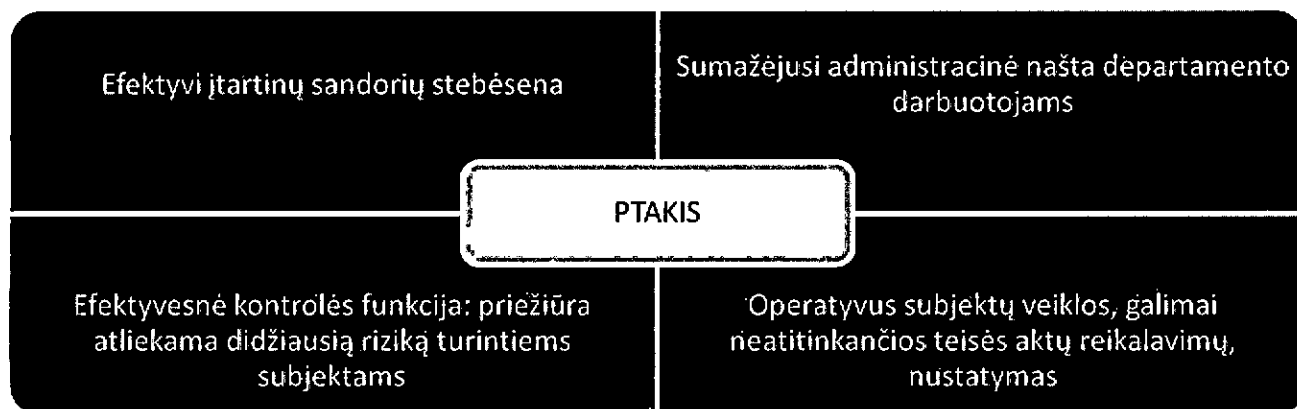 Efektyvi įtartinų sandorių stebėsena
Sumažėjusi administracinė našta departamento
darbuotojams
PTAKIS
Efektyvesnė kontrolės funkcija: priežiūra
atliekama didžiausią riziką turintiems
subjektams
Operatyvus subjektų veiklos, galimai
neatitinkančios teisės aktų reikalavimų,
nustatymas